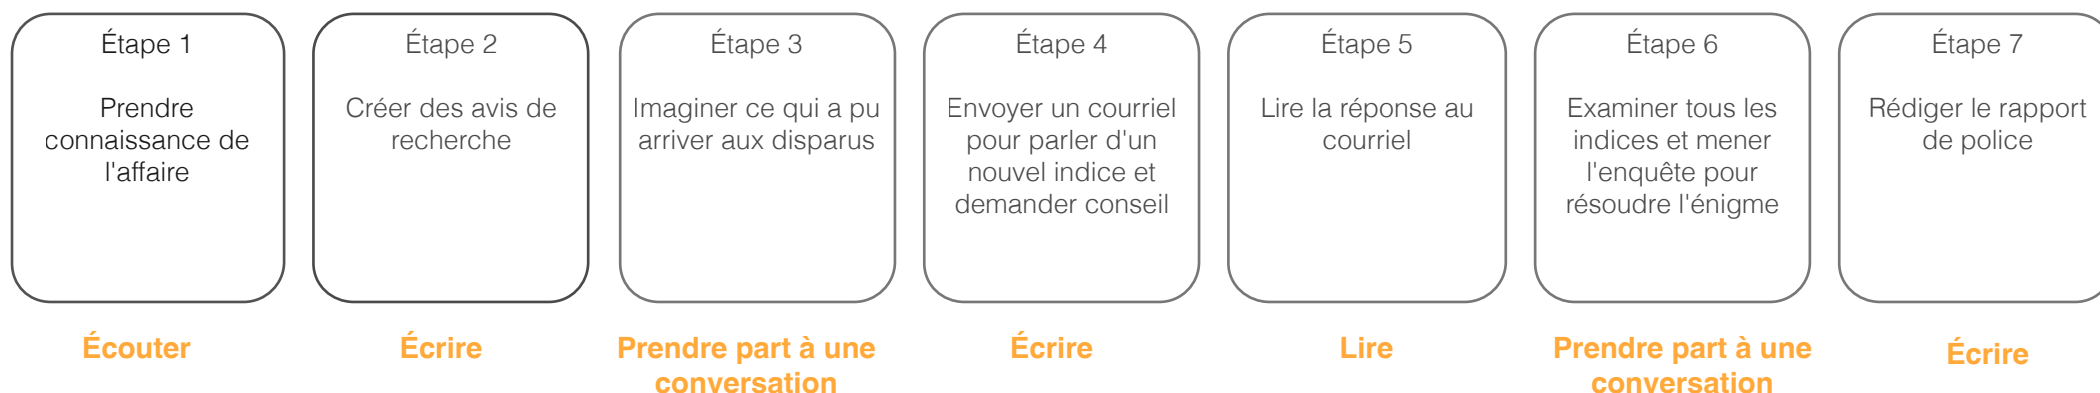 Étape 1
Prendre
connaissance de
l'affaire
Écouter
Étape 2
Créer des avis de
recherche
Écrire
Étape 3
Imaginer ce qui a pu
arriver aux disparus
Prendre part à une
conversation
Étape 4
Envoyer un courriel
pour parler d'un
nouvel indice et
demander conseil
Écrire
Étape 5
Lire la réponse au
courriel
Lire
Étape 6
Examiner tous les
indices et mener
l'enquête pour
résoudre l'énigme
Prendre part à une
conversation
Étape 7
Rédiger le rapport
de police
Écrire